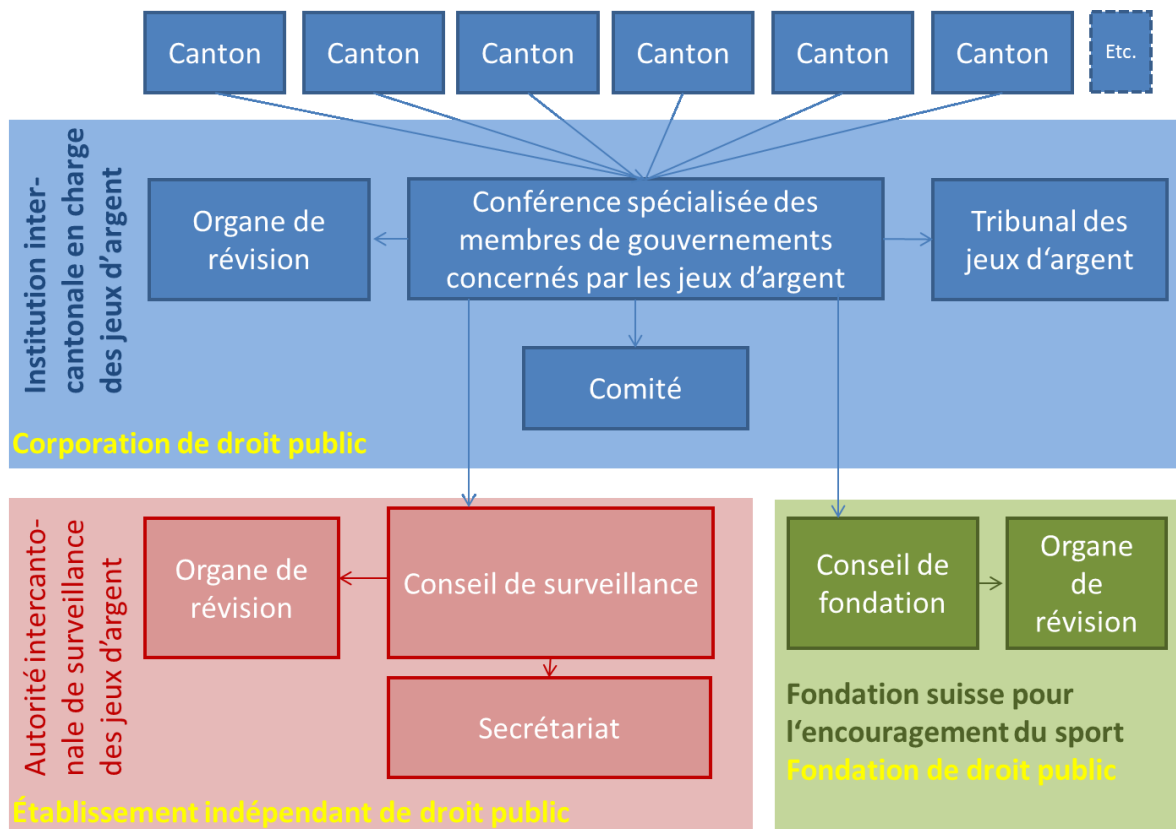 Canton
Canton
Canton
Canton
Canton
Canton
Etc.
Institution inter-
cantonale en charge
des jeux d’argent
Organe de
révision
Conférence spécialisée des
membres de gouvernements
concernés par les jeux d’argent
Tribunal des
jeux d‘argent
Comité
Corporation de droit public
Autorité intercanto-
nale de surveillance
des jeux d’argent
Organe de
révision
Conseil de surveillance
Secrétariat
Établissement indépendant de droit public
Conseil de
fondation
Organe
de
révision
Fondation suisse pour
l‘encouragement du sport
Fondation de droit public